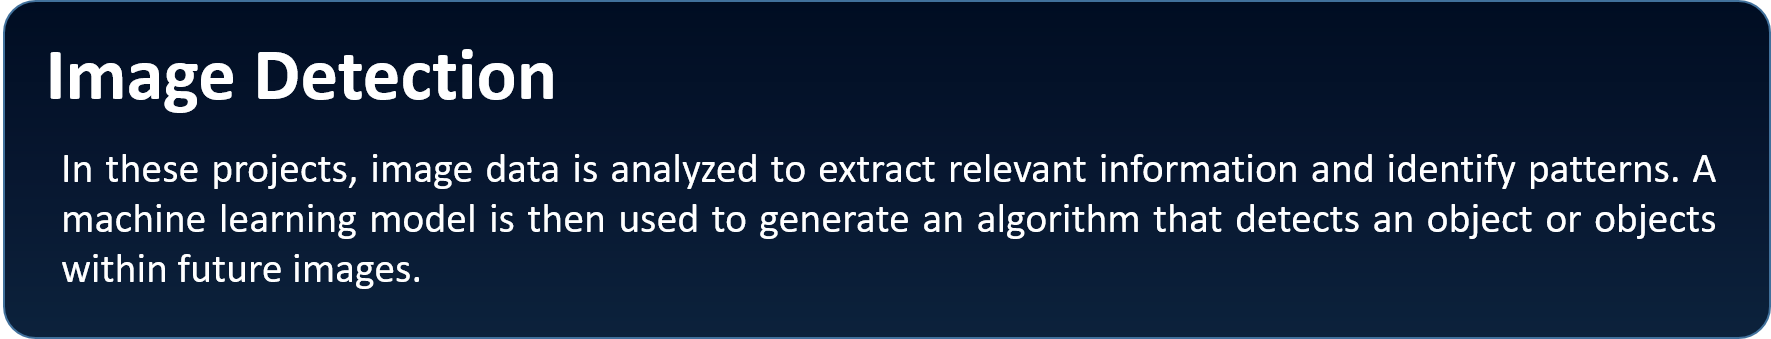 Image Detection
In these projects, image data is analyzed to extract relevant information and identify patterns. A
machine learning model is then used to generate an algorithm that detects an object or objects
within future images.